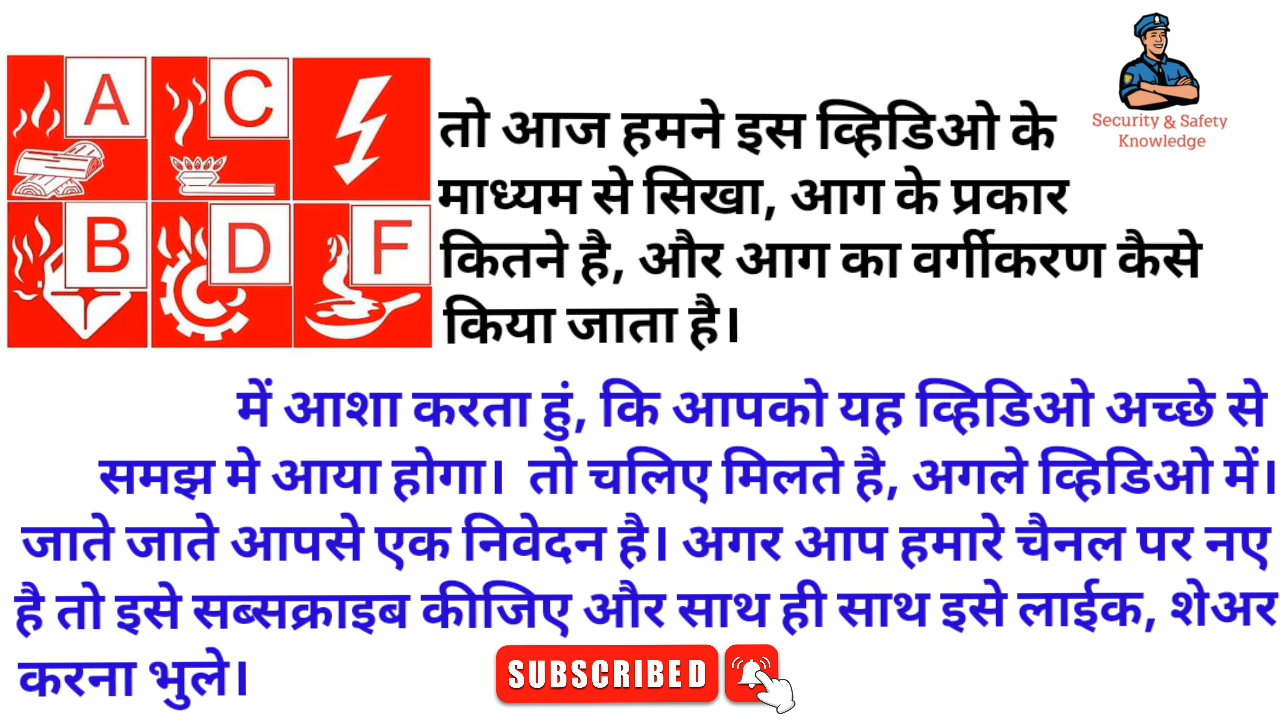 A
C
B
D
F
Security & Safety
Knowledge
तो आज हमने इस व्हिडिओ के
माध्यम से सिखा, आग के प्रकार
कितने है, और आग का वर्गीकरण कैसे
किया जाता है।
में आशा करता हुं, कि आपको यह व्हिडिओ अच्छे से
समझ मे आया होगा। तो चलिए मिलते है, अगले व्हिडिओ में।
जाते जाते आपसे एक निवेदन है। अगर आप हमारे चैनल पर नए
है तो इसे सब्सक्राइब कीजिए और साथ ही साथ इसे लाईक, शेअर
करना भुले।
SUBSCRIBED